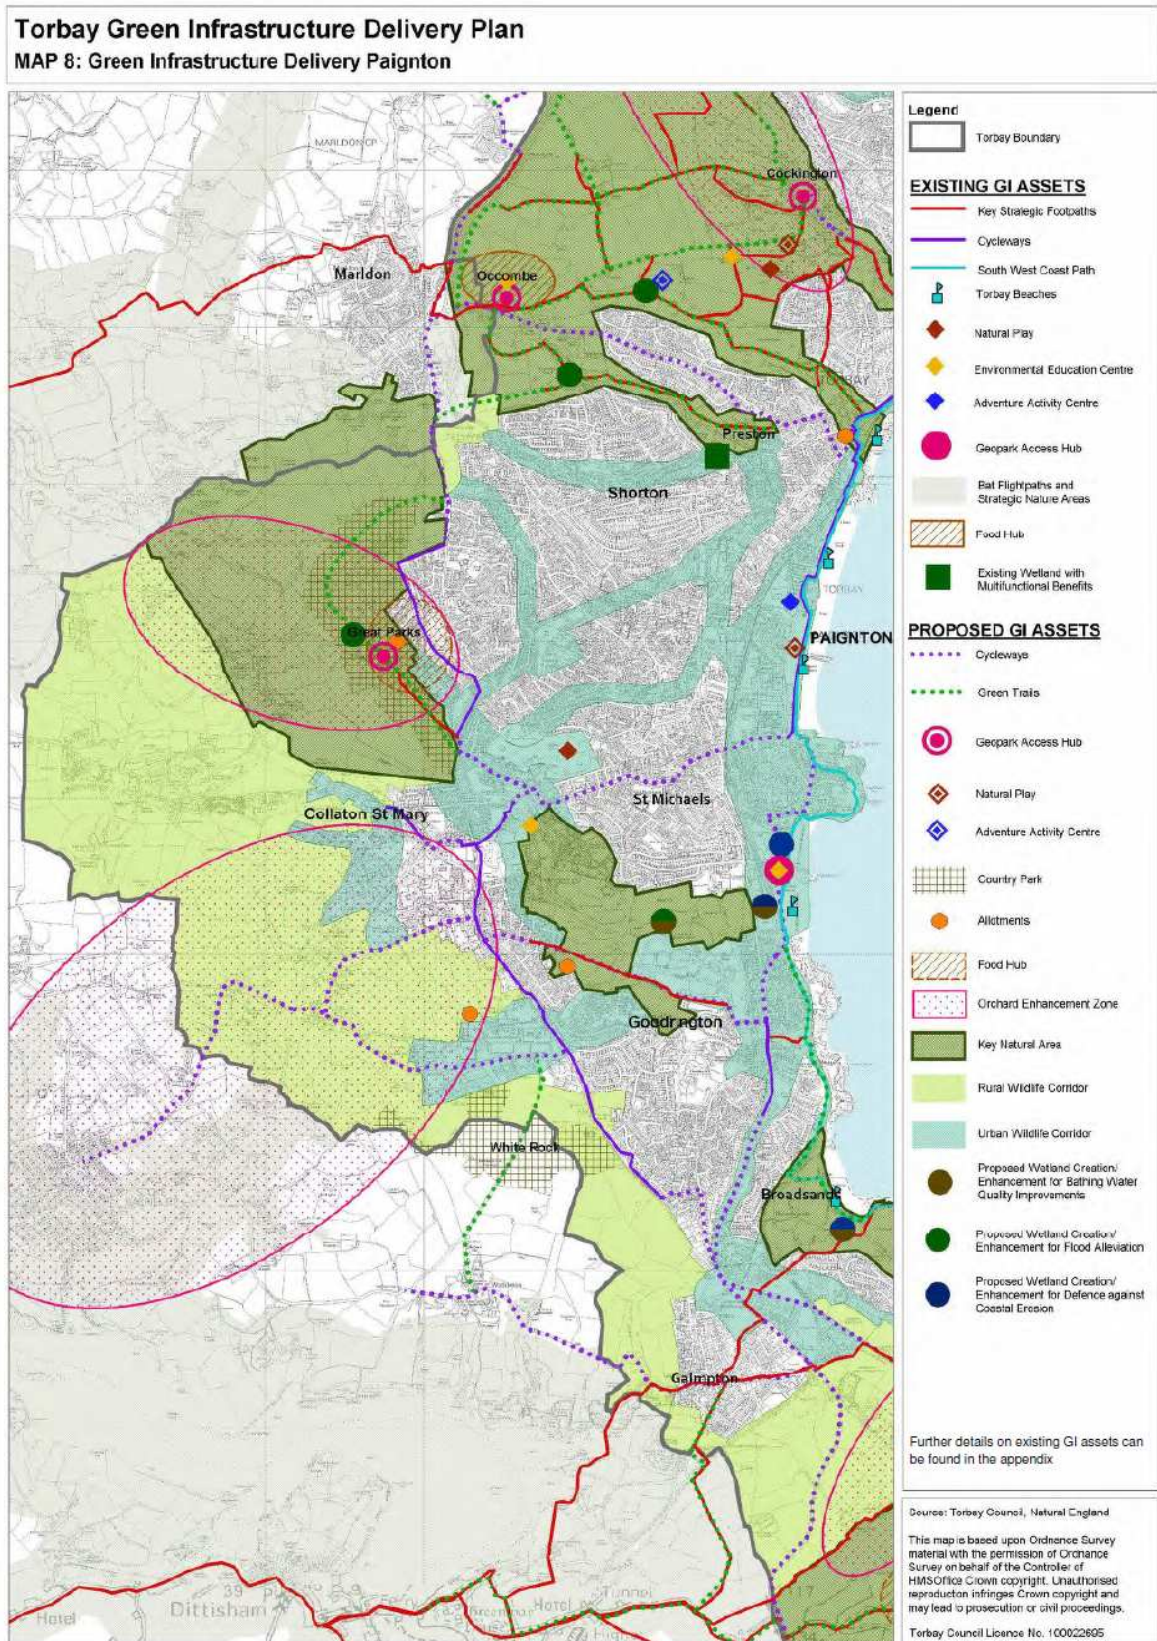 Torbay Green Infrastructure Delivery Plan
MAP 8: Green Infrastructure Delivery Paignton
MARLDON CP
Cockington
Marldon
Occombe
TORBAY
Preston
Shorton
TORBAY
Great Parks
PAIGNTON
Collaton St Mary
St Michaels
Goodrington
White Rock
Broadsands
Galmpton
39
Dittisham
Hotel
Hotel
Tunnel
17
Legend
Torbay Boundary
EXISTING GI ASSETS
Key Strategic Footpaths
Cycleways
South West Coast Path
Torbay Beaches
Natural Play
Environmental Education Centre
Adventure Activity Centre
Geopark Access Hub
Bat Flightpaths and
Strategic Nature Areas
Food Hub
Existing Wetland with
Multifunctional Benefits
PROPOSED GI ASSETS
Cycleways
Green Trails
Geopark Access Hub
Natural Play
Adventure Activity Centre
Country Park
Allotments
Food Hub
Orchard Enhancement Zone
Key Natural Area
Rural Wildlife Corridor
Urban Wildlife Corridor
Proposed Wetland Creation/
Enhancement for Bathing Water
Quality Improvements
Proposed Wetland Creation/
Enhancement for Flood Alleviation
Proposed Wetland Creation/
Enhancement for Defence against
Coastal Erosion
Further details on existing GI assets can
be found in the appendix
Source: Torbay Council, Natural England
This map is based upon Ordnance Survey
material with the permission of Ordnance
Survey on behalf of the Controller of
HMSOffice Crown copyright. Unauthorised
reproduction infringes Crown copyright and
may lead to prosecution or civil proceedings.
Torbay Council Licence No. 100022695